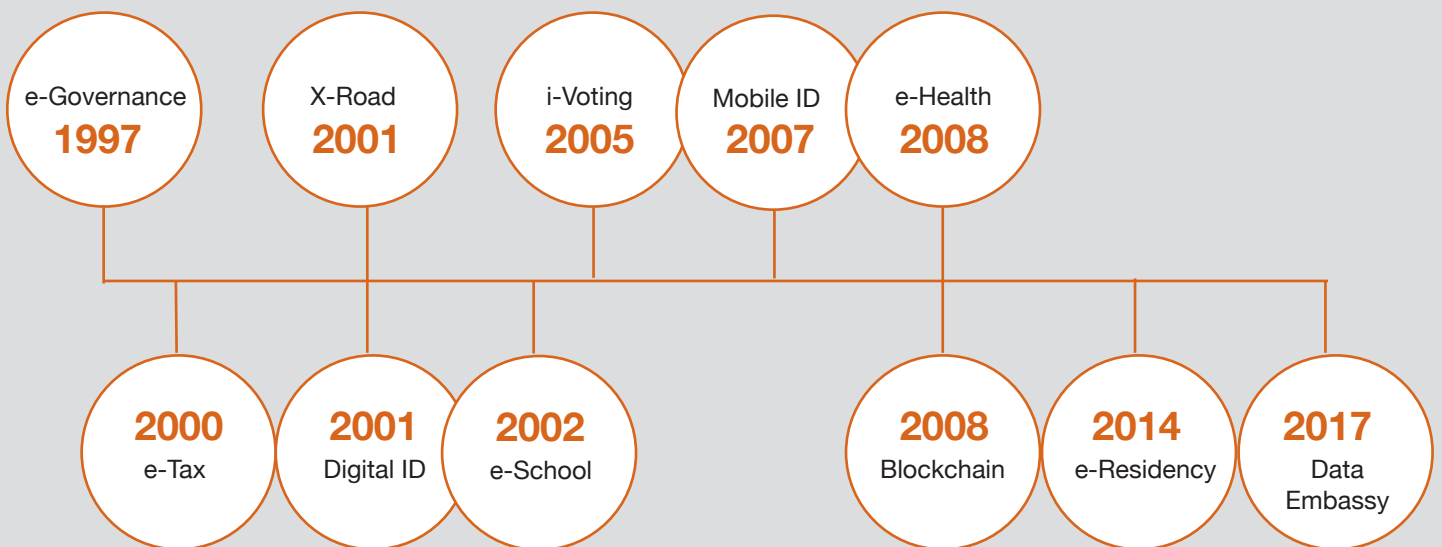 e-Governance
1997
X-Road
2001
i-Voting
2005
Mobile ID
2007
e-Health
2008
2000
e-Tax
2001
Digital ID
2002
e-School
2008
Blockchain
2014
e-Residency
2017
Data
Embassy